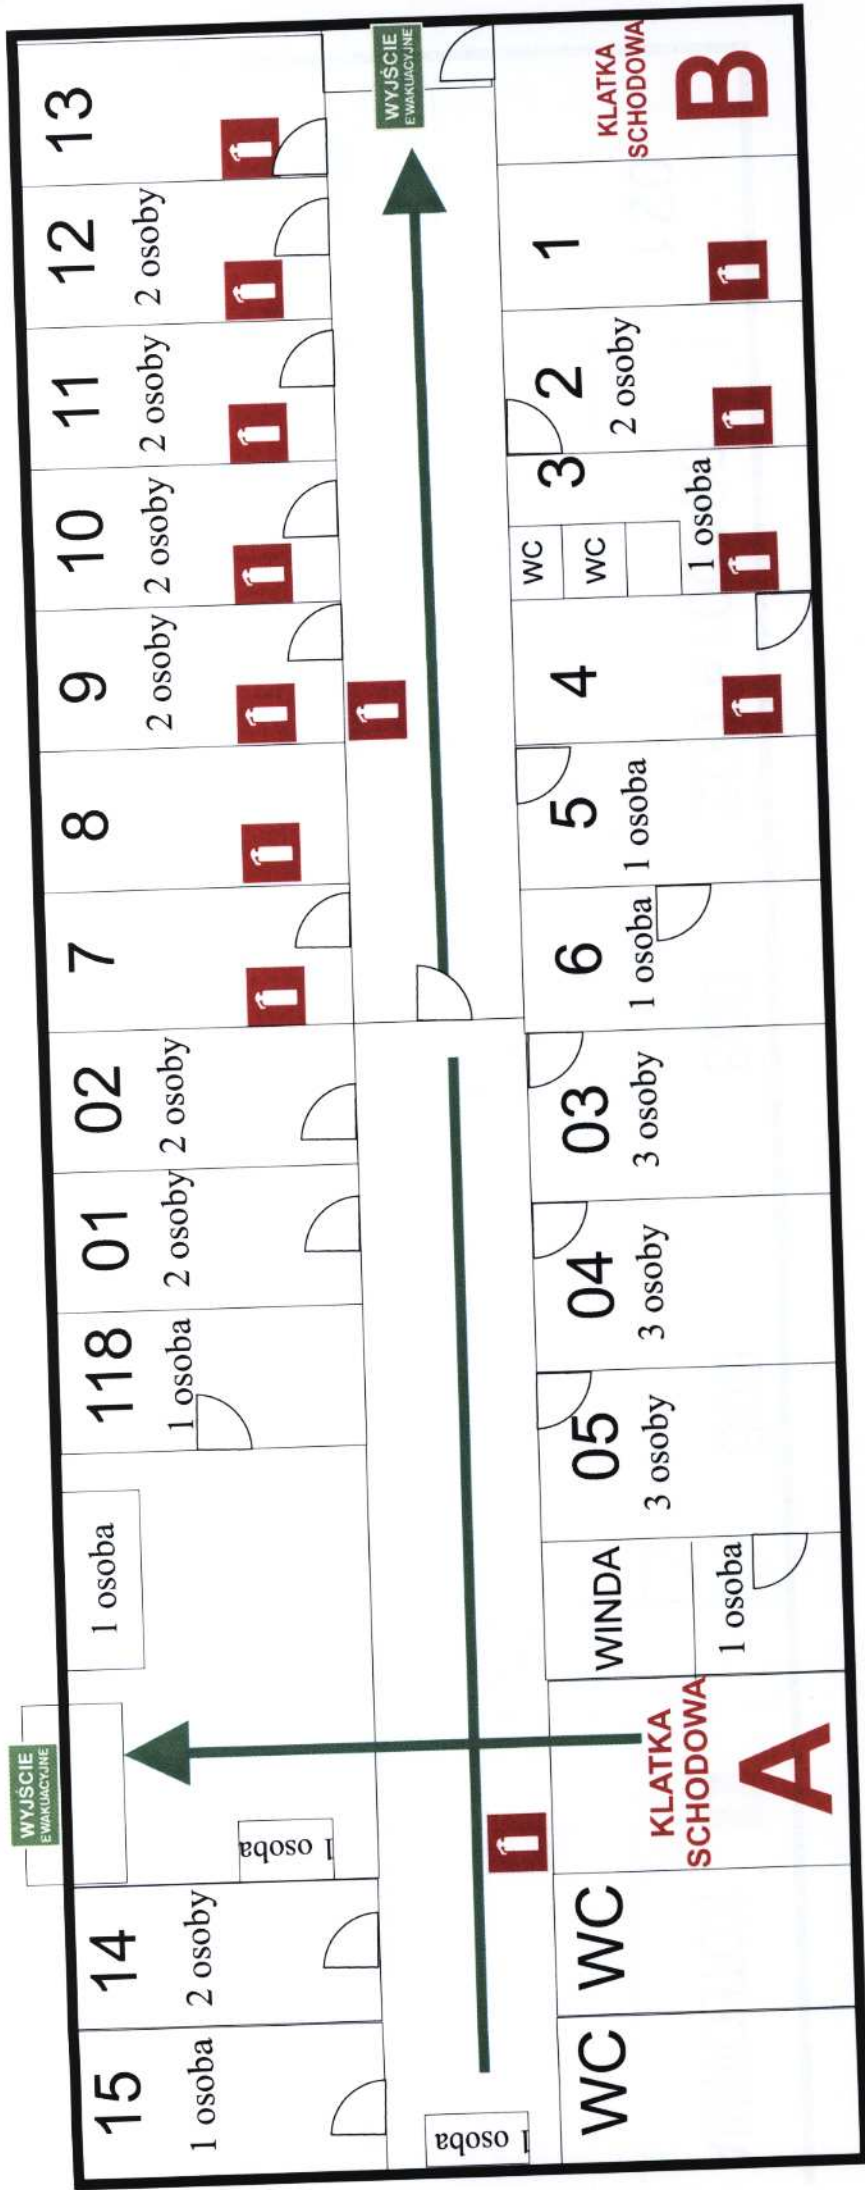 15
1 osoba
14
2 osoby
1 osoba
WYJŚCIE
EWAKUACYJNE
1 osoba
118
1 osoba
01
2 osoby
02
2 osoby
7
8
9
2 osoby
10
2 osoby
11
2 osoby
12
2 osoby
13
1 osoba
WYJŚCIE
EWAKUACYJNE
WC
WC
KLATKA
SCHODOWA
A
WINDA
1 osoba
05
3 osoby
04
3 osoby
03
3 osoby
6
1 osoba
5
1 osoba
4
WC
WC
3
1 osoba
2
2 osoby
1
KLATKA
SCHODOWA
B